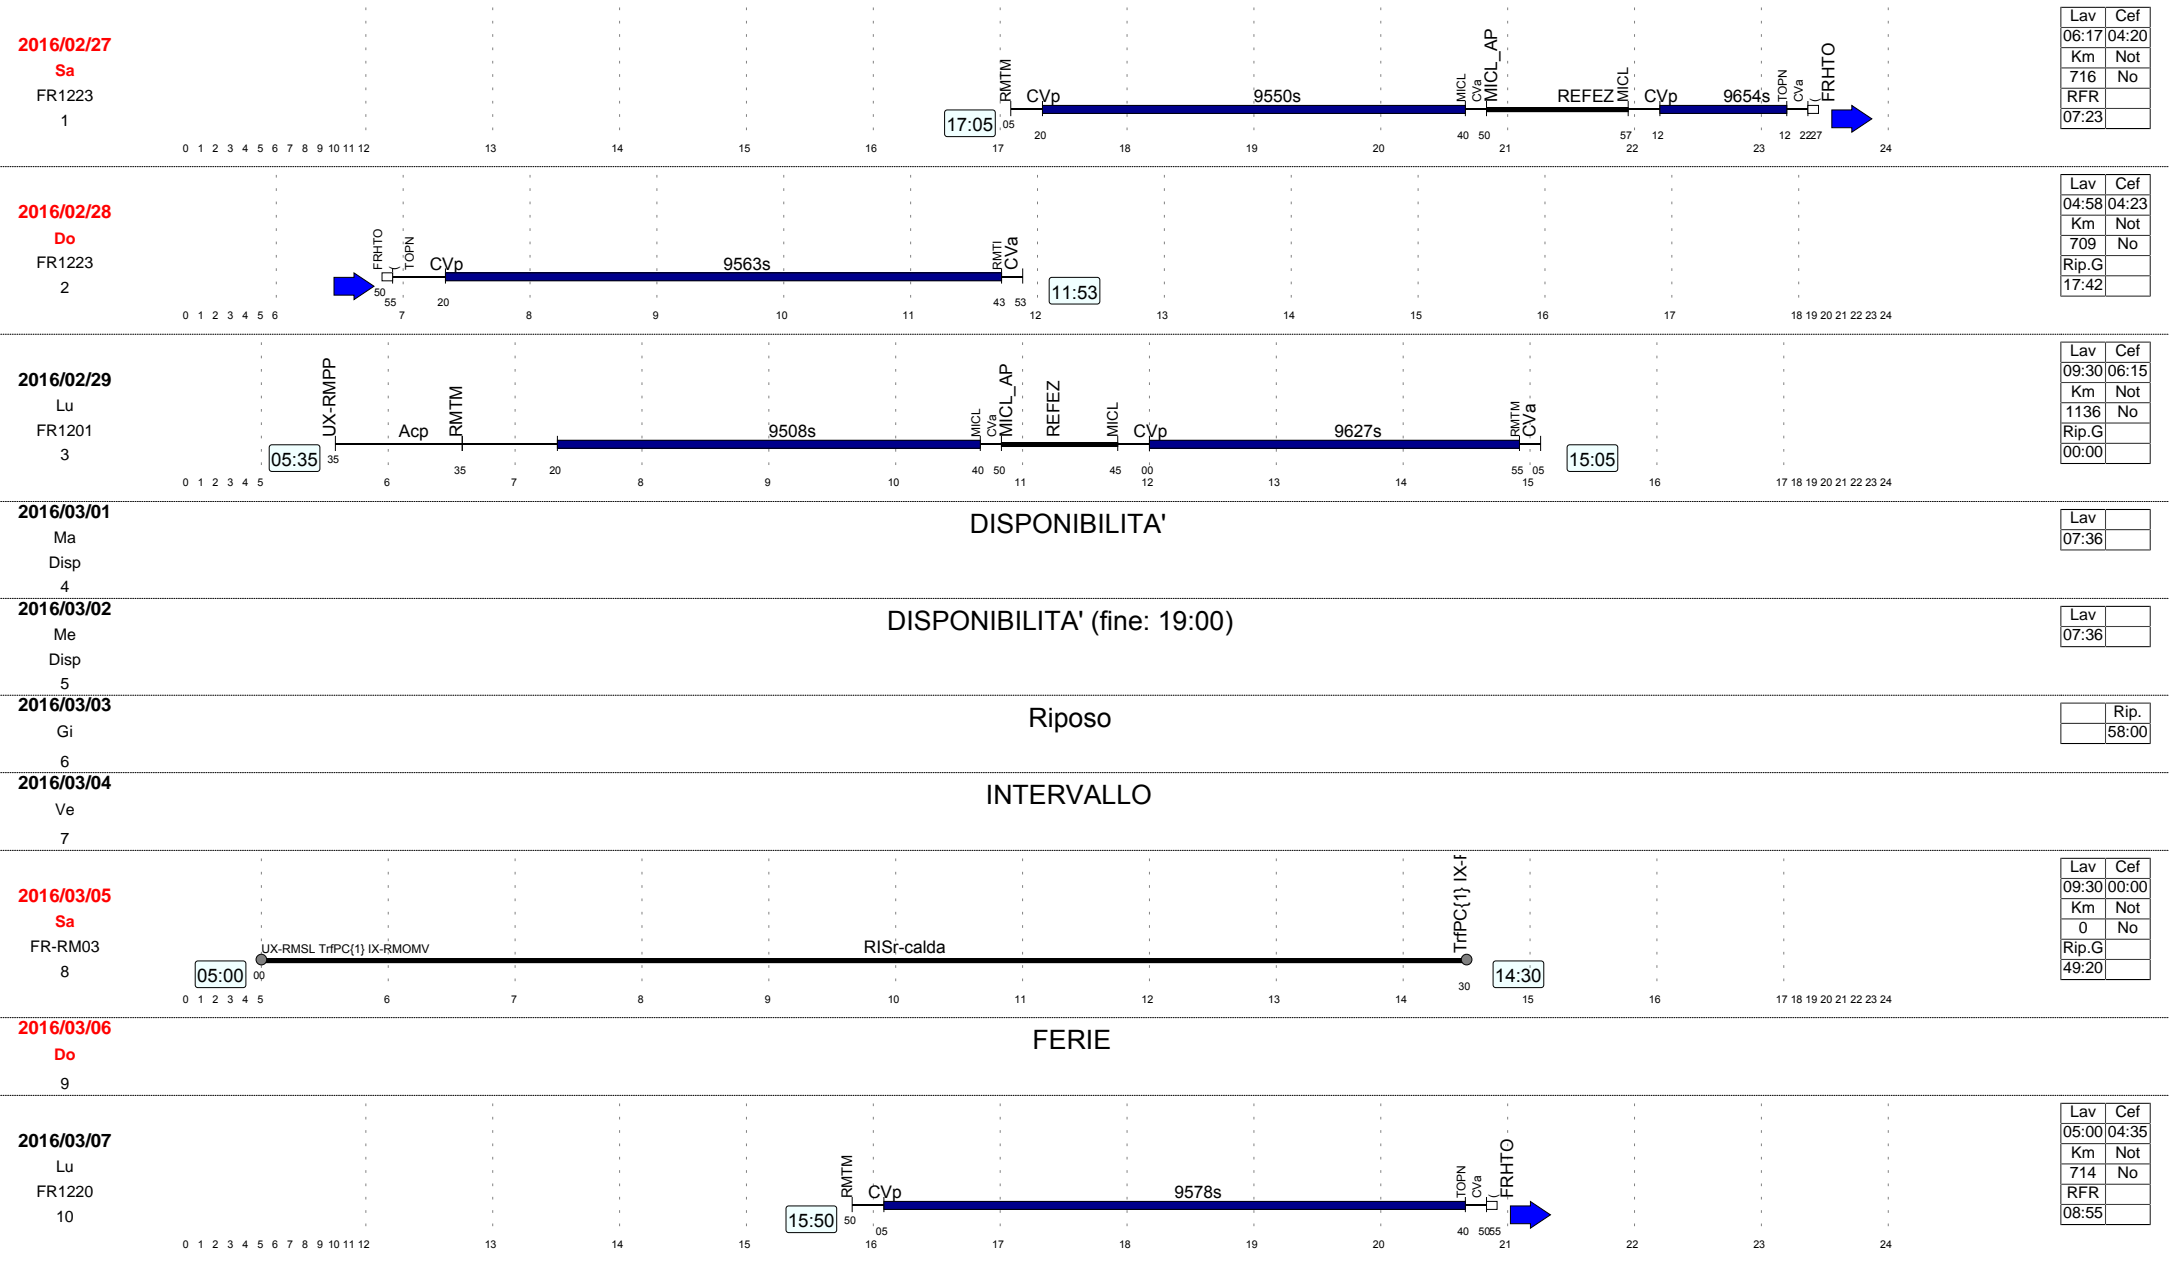 2016/02/27
Sa
FR1223
1
17:05
RMTM CVp 9550s MICL CVa MICL_AP REFEZ MICL CVp 9654s TOPN CVa ( FRHTO
05 20 40 50 57 12 12 22 27
0 1 2 3 4 5 6 7 8 9 10 11 12 13 14 15 16 17 18 19 20 21 22 23 24
Lav Cef
06:17 04:20
Km Not
716 No
RFR
07:23
2016/02/28
Do
FR1223
2
FRHTO ( TOPN CVp 9563s RMTI CVa
50 55 20 43 53
11:53
0 1 2 3 4 5 6 7 8 9 10 11 12 13 14 15 16 17 18 19 20 21 22 23 24
Lav Cef
04:58 04:23
Km Not
709 No
Rip.G
17:42
2016/02/29
Lu
FR1201
3
05:35
UX-RMPP Acp RMTM 9508s MICL CVa MICL_AP REFEZ MICL CVp 9627s RMTM CVa
35 35 20 40 50 45 00 55 05
15:05
0 1 2 3 4 5 6 7 8 9 10 11 12 13 14 15 16 17 18 19 20 21 22 23 24
Lav Cef
09:30 06:15
Km Not
1136 No
Rip.G
00:00
2016/03/01
Ma
Disp
4
DISPONIBILITA'
Lav
07:36
2016/03/02
Me
Disp
5
DISPONIBILITA' (fine: 19:00)
Lav
07:36
2016/03/03
Gi
6
Riposo
Rip.
58:00
2016/03/04
Ve
7
INTERVALLO
2016/03/05
Sa
FR-RM03
8
05:00
UX-RMSL TrfPC{1} IX-RMOMV RISr-calda TrfPC{1} IX-
00 30
14:30
0 1 2 3 4 5 6 7 8 9 10 11 12 13 14 15 16 17 18 19 20 21 22 23 24
Lav Cef
09:30 00:00
Km Not
0 No
Rip.G
49:20
2016/03/06
Do
9
FERIE
2016/03/07
Lu
FR1220
10
15:50
RMTM CVp 9578s TOPN CVa ( FRHTO
50 05 40 50 55
0 1 2 3 4 5 6 7 8 9 10 11 12 13 14 15 16 17 18 19 20 21 22 23 24
Lav Cef
05:00 04:35
Km Not
714 No
RFR
08:55